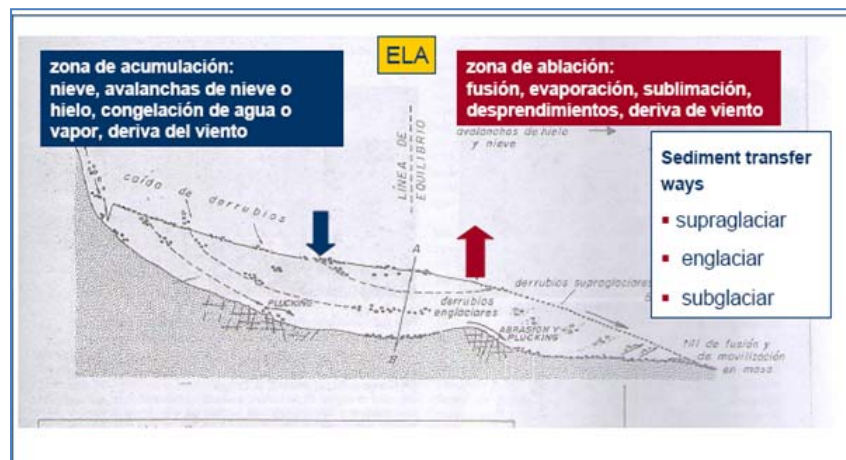 zona de acumulación:
nieve, avalanchas de nieve o
hielo, congelación de agua o
vapor, deriva del viento
ELA
zona de ablación:
fusión, evaporación, sublimación,
desprendimientos, deriva de viento
avalanchas de hielo
y nieve
Sediment transfer
ways
▪ supraglaciar
▪ englaciar
▪ subglaciar
LÍNEA DE
EQUILIBRIO
caída de derrubios
A
derrubios supraglaciares
derrubios
englaciares
PLUCKING
ABRASION Y
PLUCKING
B
till de fusión y
de movilización
en masa